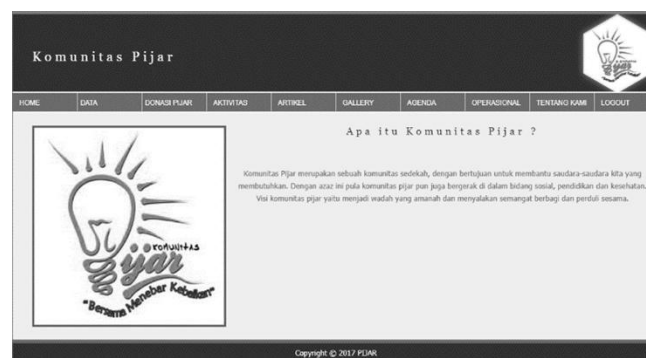 Komunitas Pijar
HOME DATA DONASI PIJAR AKTIVITAS ARTIKEL GALLERY AGENDA OPERASIONAL TENTANG KAMI LOGOUT
Apa itu Komunitas Pijar ?
Komunitas Pijar merupakan sebuah komunitas sedekah, dengan bertujuan untuk membantu saudara-saudara kita yang
membutuhkan. Dengan azaz ini pula komunitas pijar pun juga bergerak di dalam bidang sosial, pendidikan dan kesehatan.
Visi komunitas pijar yaitu menjadi wadah yang amanah dan menyalakan semangat berbagi dan perduli sesama.
KOMUNITAS
Pijar
"Bersama Menebar Kebaikan"
Copyright © 2017 PIJAR